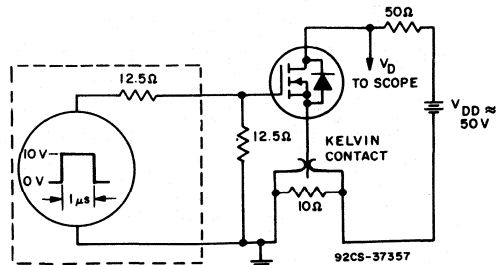 50Ω
V_D
TO SCOPE
12.5Ω
V_DD ≈
50V
12.5Ω
KELVIN
CONTACT
10V
0V
1μs
10Ω
92CS-37357